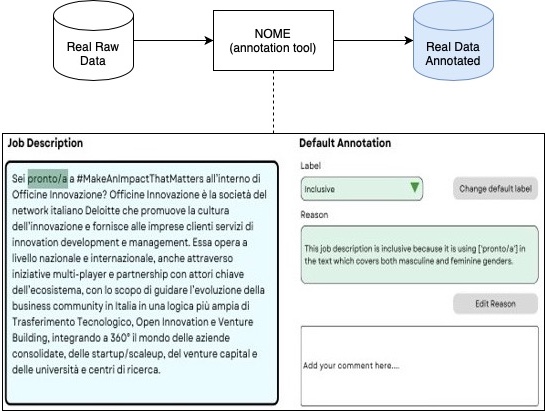 Real Raw
Data
NOME
(annotation tool)
Real Data
Annotated
Job Description
Sei pronto/a a #MakeAnImpactThatMatters all'interno di
Officine Innovazione? Officine Innovazione è la società del
network italiano Deloitte che promuove la cultura
dell'innovazione e fornisce alle imprese clienti servizi di
innovation development e management. Essa opera a
livello nazionale e internazionale, anche attraverso
iniziative multi-player e partnership con attori chiave
dell'ecosistema, con lo scopo di guidare l'evoluzione della
business community in Italia in una logica più ampia di
Trasferimento Tecnologico, Open Innovation e Venture
Building, integrando a 360° il mondo delle aziende
consolidate, delle startup/scaleup, del venture capital e
delle università e centri di ricerca.
Default Annotation
Label
Inclusive
Change default label
Reason
This job description is inclusive because it is using ['pronto/a'] in
the text which covers both masculine and feminine genders.
Edit Reason
Add your comment here....